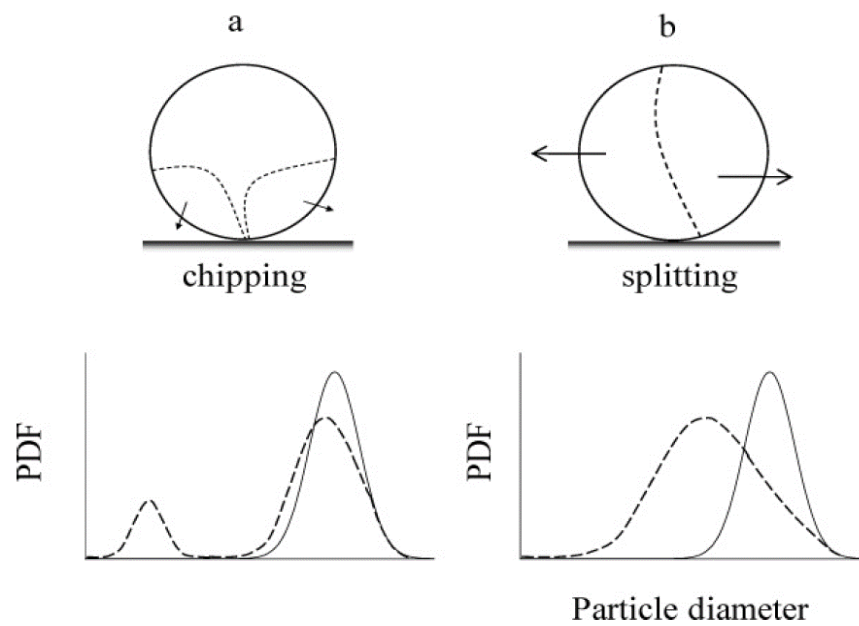 a
b
chipping
splitting
PDF
PDF
Particle diameter